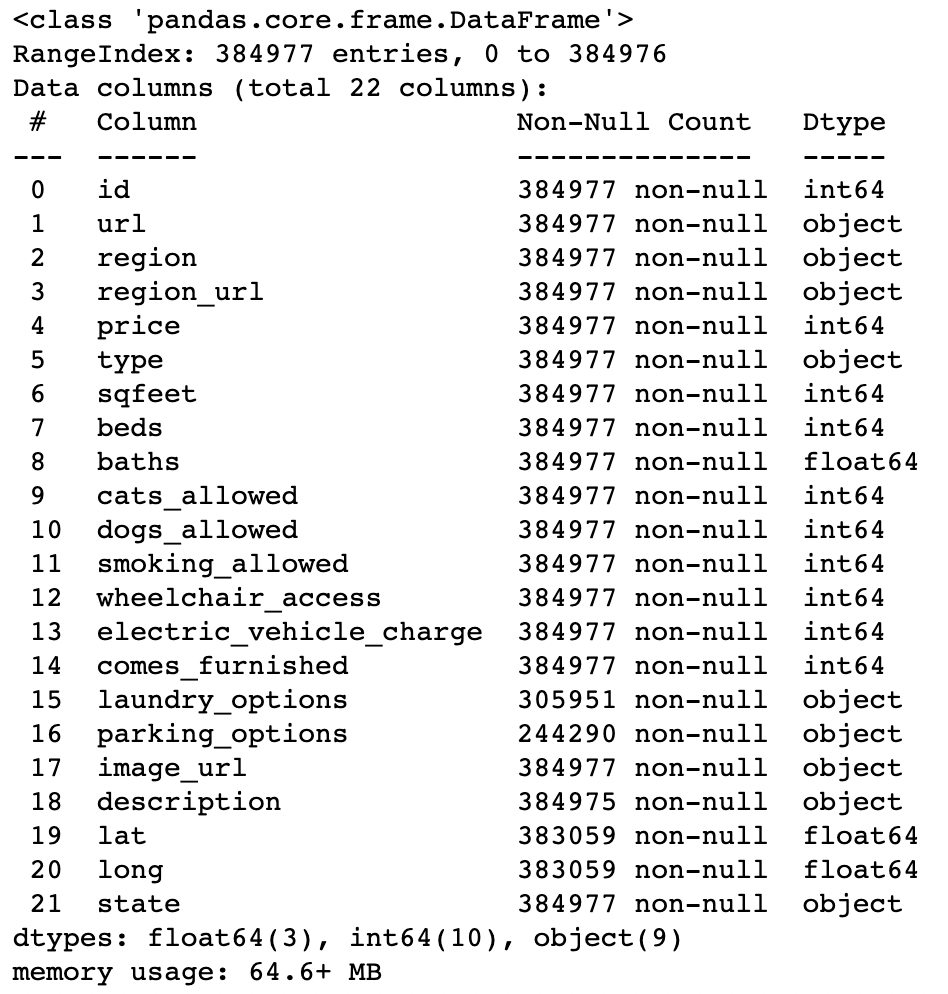 <class 'pandas.core.frame.DataFrame'>
RangeIndex: 384977 entries, 0 to 384976
Data columns (total 22 columns):
 #   Column                   Non-Null Count   Dtype
---  ------                   --------------   -----
 0   id                       384977 non-null  int64
 1   url                      384977 non-null  object
 2   region                   384977 non-null  object
 3   region_url               384977 non-null  object
 4   price                    384977 non-null  int64
 5   type                     384977 non-null  object
 6   sqfeet                   384977 non-null  int64
 7   beds                     384977 non-null  int64
 8   baths                    384977 non-null  float64
 9   cats_allowed             384977 non-null  int64
 10  dogs_allowed             384977 non-null  int64
 11  smoking_allowed          384977 non-null  int64
 12  wheelchair_access        384977 non-null  int64
 13  electric_vehicle_charge  384977 non-null  int64
 14  comes_furnished          384977 non-null  int64
 15  laundry_options          305951 non-null  object
 16  parking_options          244290 non-null  object
 17  image_url                384977 non-null  object
 18  description              384975 non-null  object
 19  lat                      383059 non-null  float64
 20  long                     383059 non-null  float64
 21  state                    384977 non-null  object
dtypes: float64(3), int64(10), object(9)
memory usage: 64.6+ MB